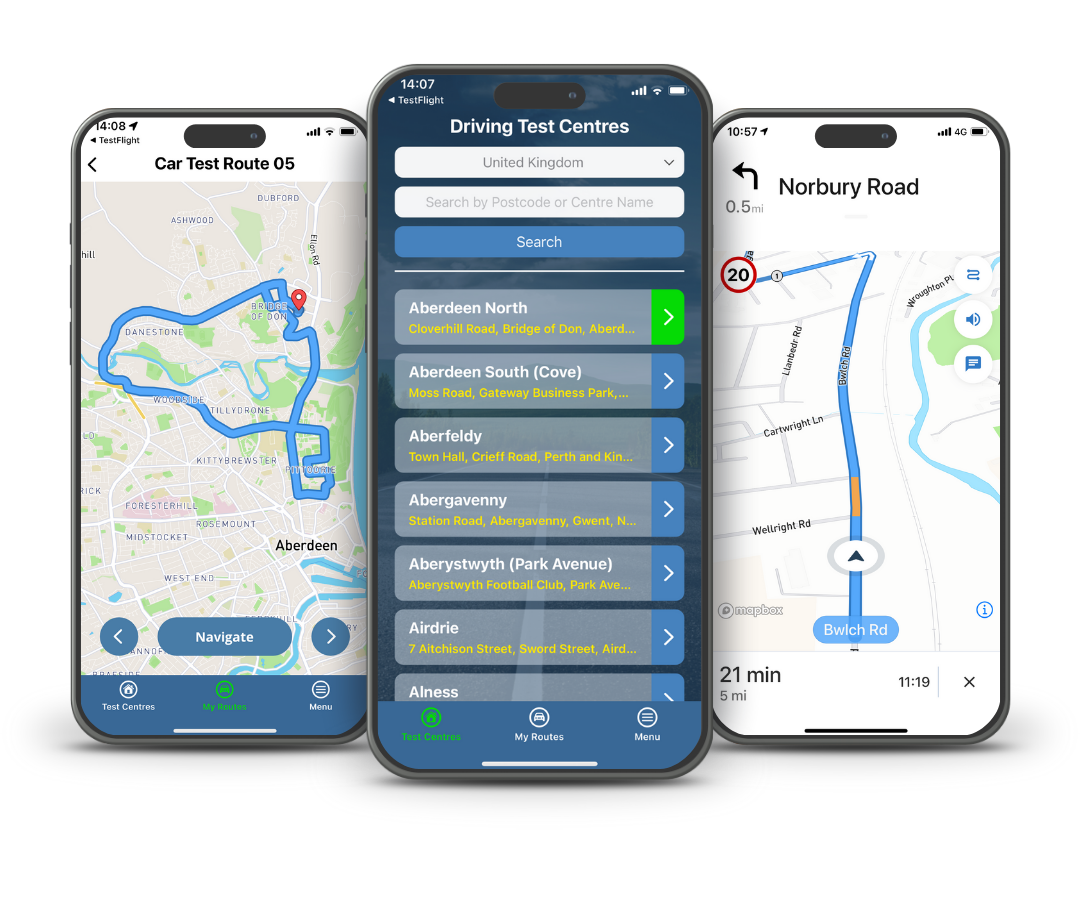 14:08
◀ TestFlight
Car Test Route 05
DUBFORD
ASHWOOD
Ellon Rd
hill
BRIDGE
OF DON
DANESTONE
WOODSIDE
TILLYDRONE
KITTYBREWSTER
PITTODRIE
RICK
FORESTERHILL
ROSEMOUNT
MIDSTOCKET
Aberdeen
WEST END
RY
ANNOF
BRAESIDE
Navigate
Test Centres
My Routes
Menu
14:07
◀ TestFlight
Driving Test Centres
United Kingdom
Search by Postcode or Centre Name
Search
Aberdeen North
Cloverhill Road, Bridge of Don, Aberd...
Aberdeen South (Cove)
Moss Road, Gateway Business Park,...
Aberfeldy
Town Hall, Crieff Road, Perth and Kin...
Abergavenny
Station Road, Abergavenny, Gwent, N...
Aberystwyth (Park Avenue)
Aberystwyth Football Club, Park Ave...
Airdrie
7 Aitchison Street, Sword Street, Aird...
Alness
Test Centres
My Routes
Menu
10:57
4G
Norbury Road
0.5mi
20
1
Wroughton Pl
Llanbedr Rd
Bwlch Rd
Cartwright Ln
Wellright Rd
mapbox
Bwlch Rd
21 min
11:19
5 mi